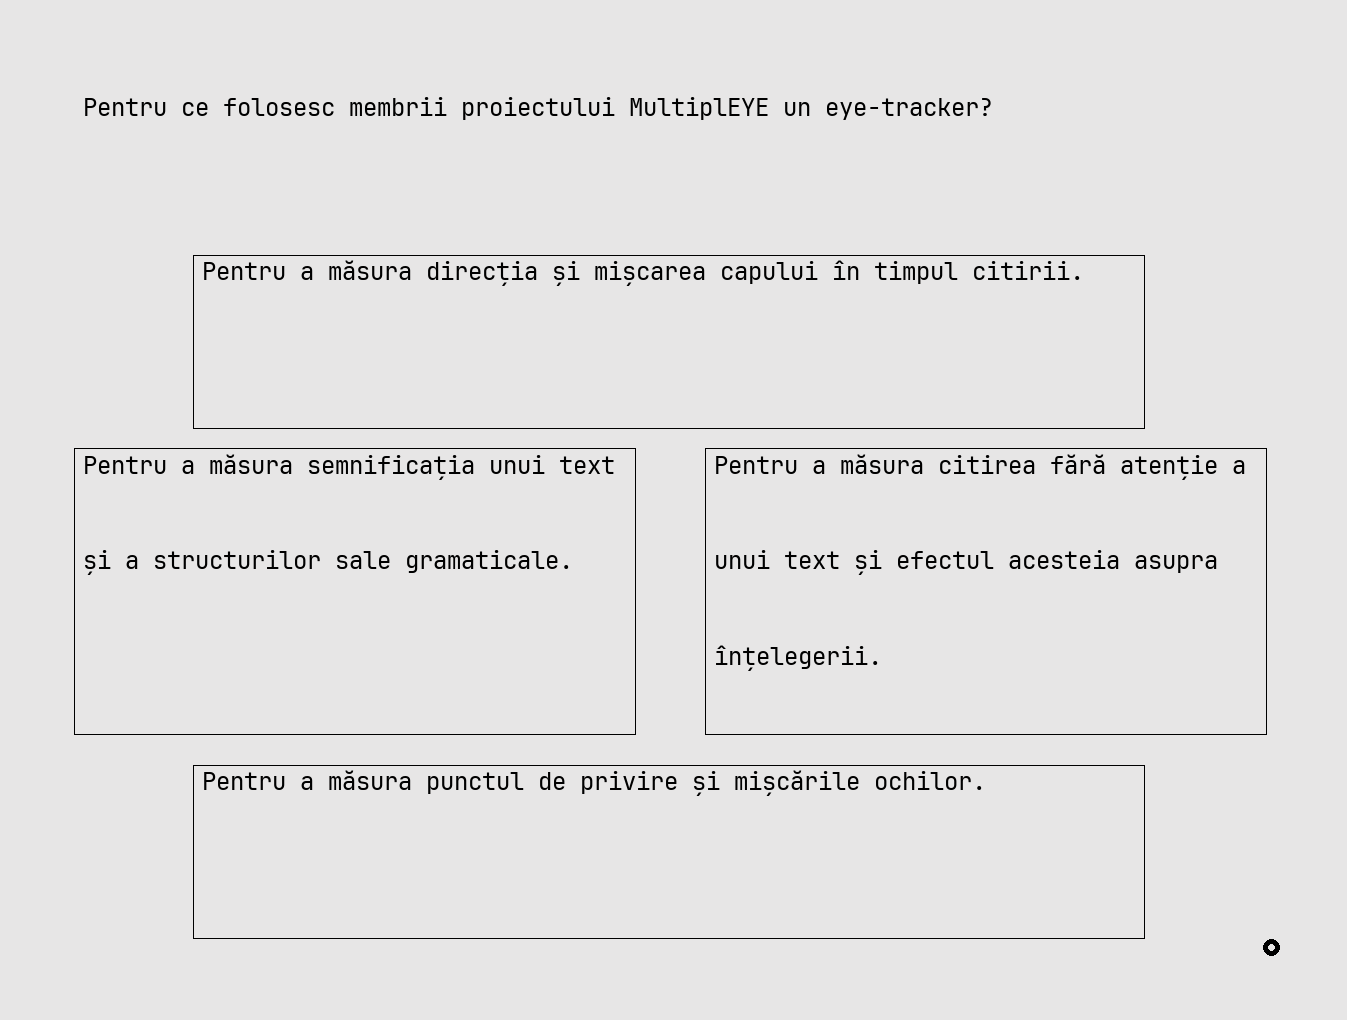 Pentru ce folosesc membrii proiectului MultiplEYE un eye-tracker?
Pentru a măsura direcția și mișcarea capului în timpul citirii.
Pentru a măsura semnificația unui text
și a structurilor sale gramaticale.
Pentru a măsura citirea fără atenție a
unui text și efectul acesteia asupra
înțelegerii.
Pentru a măsura punctul de privire și mișcările ochilor.